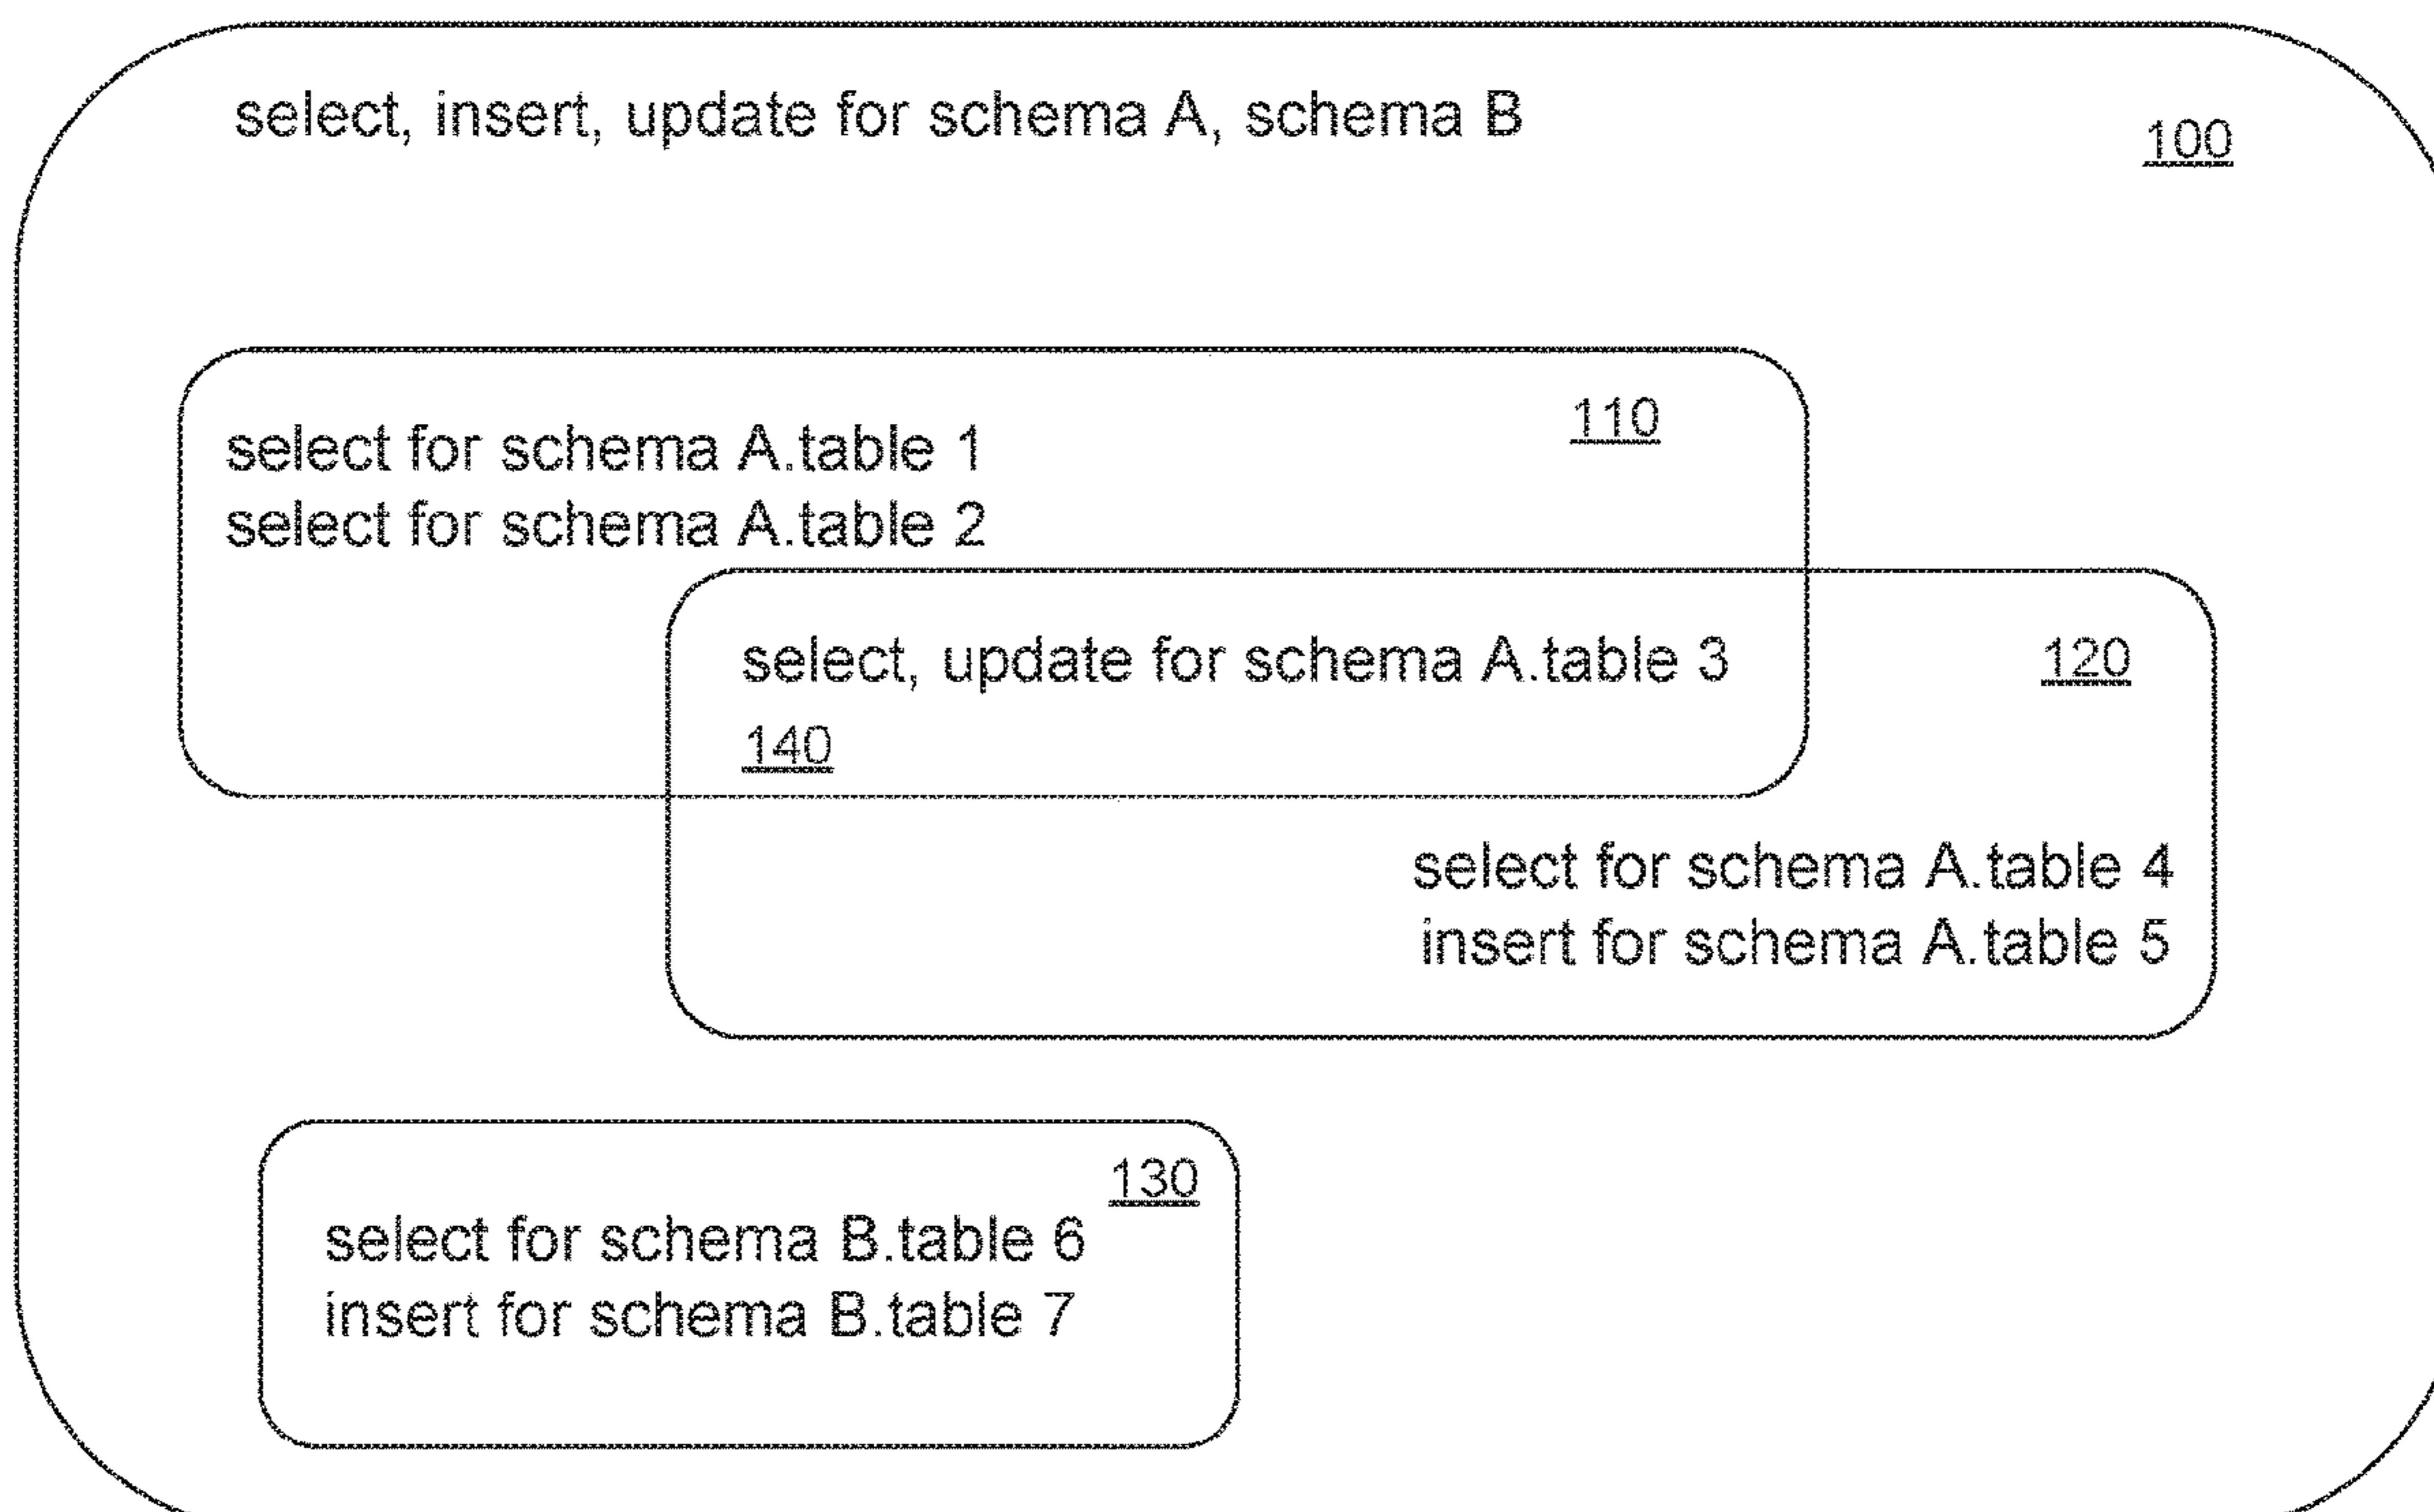 select, insert, update for schema A, schema B
100
110
select for schema A.table 1
select for schema A.table 2
select, update for schema A.table 3
120
140
select for schema A.table 4
insert for schema A.table 5
130
select for schema B.table 6
insert for schema B.table 7